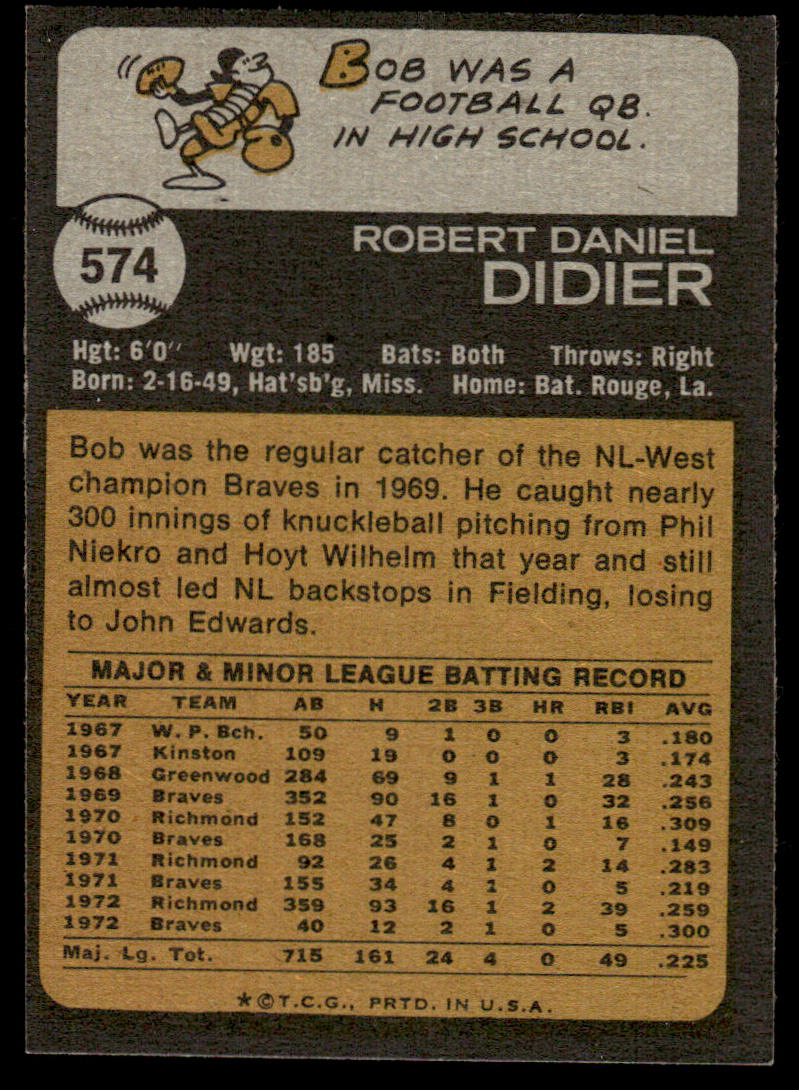 BOB WAS A
FOOTBALL QB.
IN HIGH SCHOOL.
574
ROBERT DANIEL
DIDIER
Hgt: 6'0" Wgt: 185 Bats: Both Throws: Right
Born: 2-16-49, Hat'sb'g, Miss. Home: Bat. Rouge, La.
Bob was the regular catcher of the NL-West
champion Braves in 1969. He caught nearly
300 innings of knuckleball pitching from Phil
Niekro and Hoyt Wilhelm that year and still
almost led NL backstops in Fielding, losing
to John Edwards.
MAJOR & MINOR LEAGUE BATTING RECORD
YEAR TEAM AB H 2B 3B HR RBI AVG
1967 W. P. Bch. 50 9 1 0 0 3 .180
1967 Kinston 109 19 0 0 0 3 .174
1968 Greenwood 284 69 9 1 1 28 .243
1969 Braves 352 90 16 1 0 32 .256
1970 Richmond 152 47 8 0 1 16 .309
1970 Braves 168 25 2 1 0 7 .149
1971 Richmond 92 26 4 1 2 14 .283
1971 Braves 155 34 4 1 0 5 .219
1972 Richmond 359 93 16 1 2 39 .259
1972 Braves 40 12 2 1 0 5 .300
Maj. Lg. Tot. 715 161 24 4 0 49 .225
*©T.C.G., PRTD. IN U.S.A.